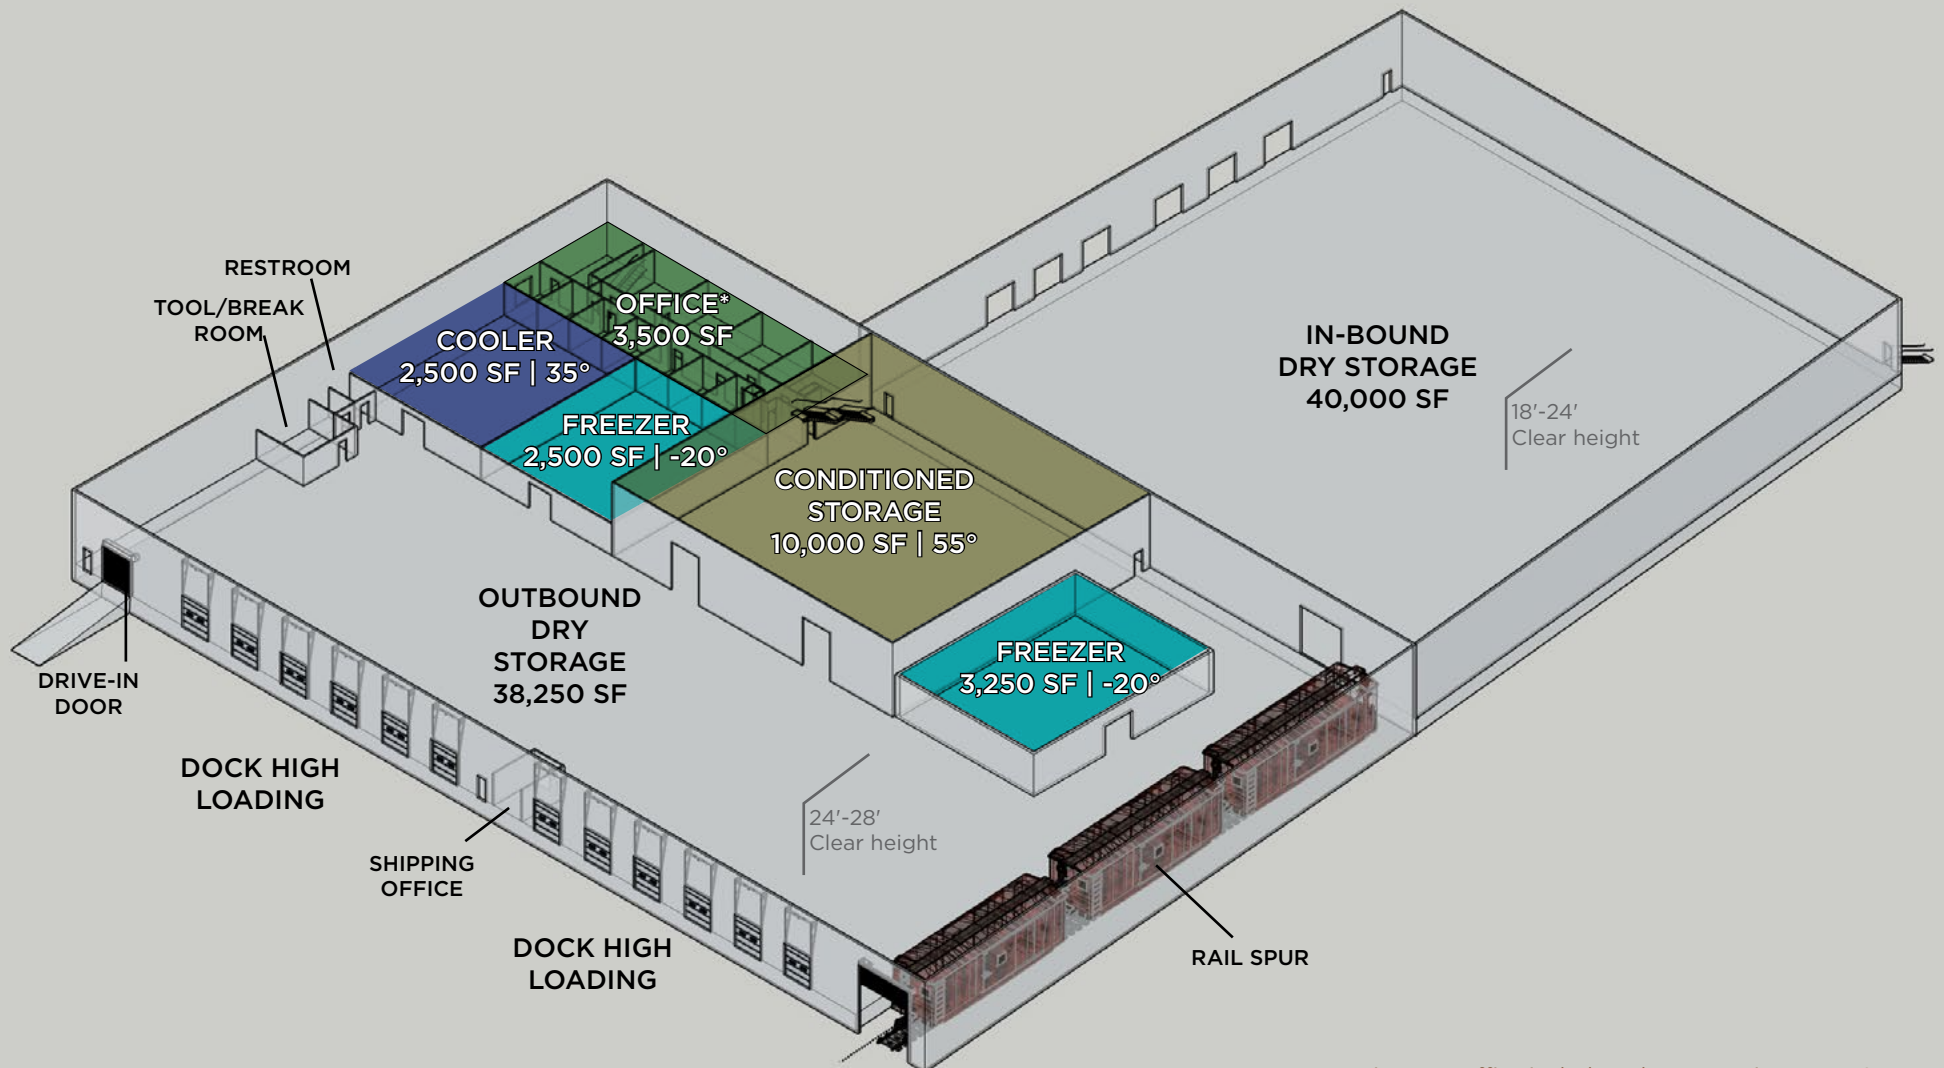 RESTROOM
TOOL/BREAK
ROOM
OFFICE*
3,500 SF
COOLER
2,500 SF | 35°
FREEZER
2,500 SF | -20°
IN-BOUND
DRY STORAGE
40,000 SF
18'-24'
Clear height
CONDITIONED
STORAGE
10,000 SF | 55°
OUTBOUND
DRY
STORAGE
38,250 SF
FREEZER
3,250 SF | -20°
DRIVE-IN
DOOR
DOCK HIGH
LOADING
24'-28'
Clear height
SHIPPING
OFFICE
DOCK HIGH
LOADING
RAIL SPUR